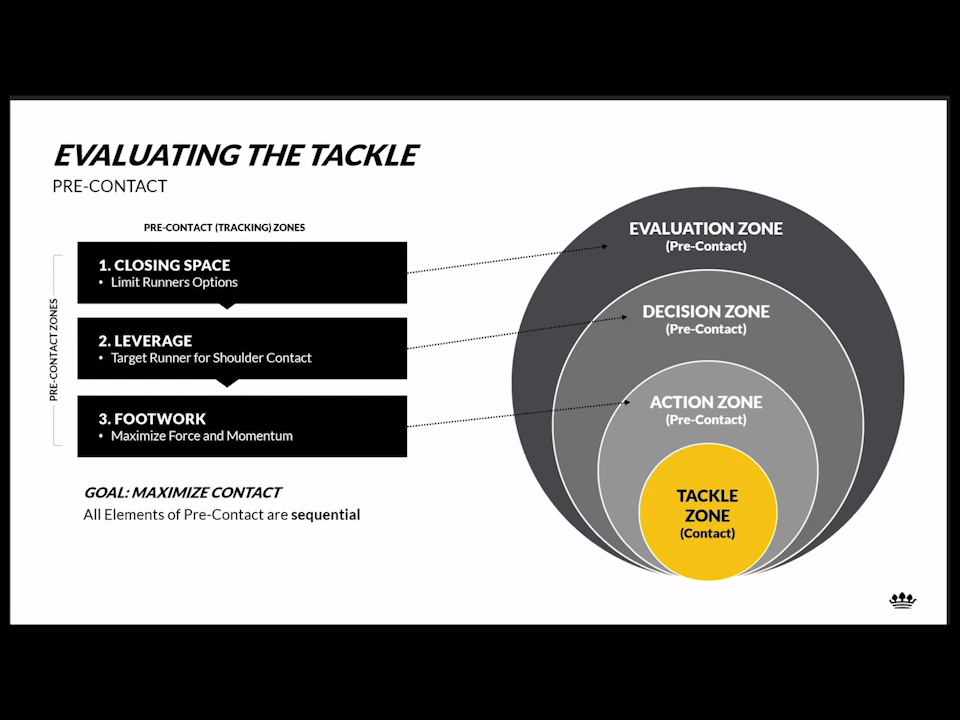 EVALUATING THE TACKLE
PRE-CONTACT
PRE-CONTACT (TRACKING) ZONES
PRE-CONTACT ZONES
1. CLOSING SPACE
• Limit Runners Options
2. LEVERAGE
• Target Runner for Shoulder Contact
3. FOOTWORK
• Maximize Force and Momentum
GOAL: MAXIMIZE CONTACT
All Elements of Pre-Contact are sequential
EVALUATION ZONE
(Pre-Contact)
DECISION ZONE
(Pre-Contact)
ACTION ZONE
(Pre-Contact)
TACKLE
ZONE
(Contact)